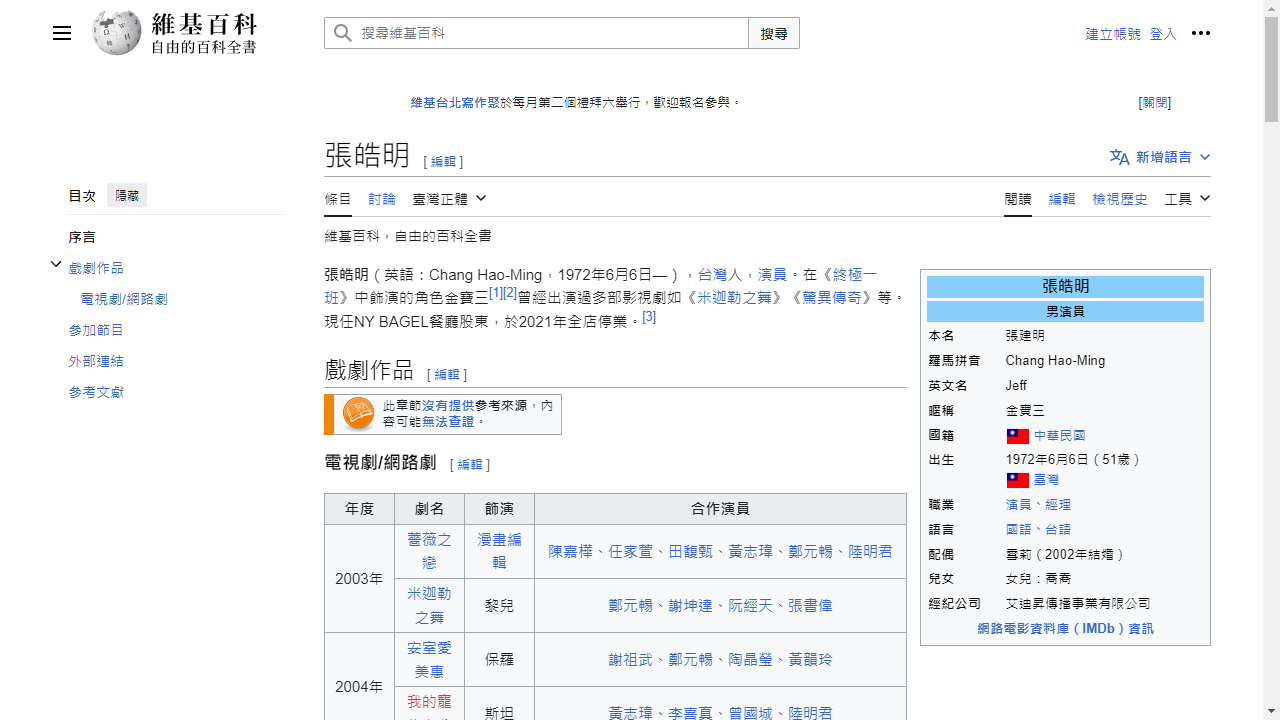 維基百科
自由的百科全書
搜尋維基百科
搜尋
建立帳號 登入
維基台北寫作聚於每月第二個禮拜六舉行，歡迎報名參與。
[關閉]
目次 隱藏
序言
戲劇作品
電視劇/網路劇
參加節目
外部連結
參考文獻
張皓明 [ 編輯 ]
新增語言
條目 討論 臺灣正體
閱讀 編輯 檢視歷史 工具
維基百科，自由的百科全書
張皓明（英語：Chang Hao-Ming，1972年6月6日—），台灣人，演員。在《終極一
班》中飾演的角色金寶三[1][2]曾經出演過多部影視劇如《米迦勒之舞》《驚異傳奇》等。
現任NY BAGEL餐廳股東，於2021年全店停業。[3]
戲劇作品 [ 編輯 ]
此章節沒有提供參考來源，內
容可能無法查證。
電視劇/網路劇 [ 編輯 ]
年度 劇名 飾演 合作演員
2003年
薔薇之
戀
漫畫編
輯
陳嘉樺、任家萱、田馥甄、黃志瑋、鄭元暢、陸明君
米迦勒
之舞
黎兒
鄭元暢、謝坤達、阮經天、張書偉
2004年
安室愛
美惠
保羅
謝祖武、鄭元暢、陶晶瑩、黃韻玲
我的寵
斯坦
黃志瑋、李喜真、曾國城、陸明君
張皓明
男演員
本名 張建明
羅馬拼音 Chang Hao-Ming
英文名 Jeff
暱稱 金寶三
國籍 中華民國
出生 1972年6月6日（51歲）
臺灣
職業 演員、經理
語言 國語、台語
配偶 雪莉（2002年結婚）
兒女 女兒：喬喬
經紀公司 艾迪昇傳播事業有限公司
網路電影資料庫（IMDb）資訊